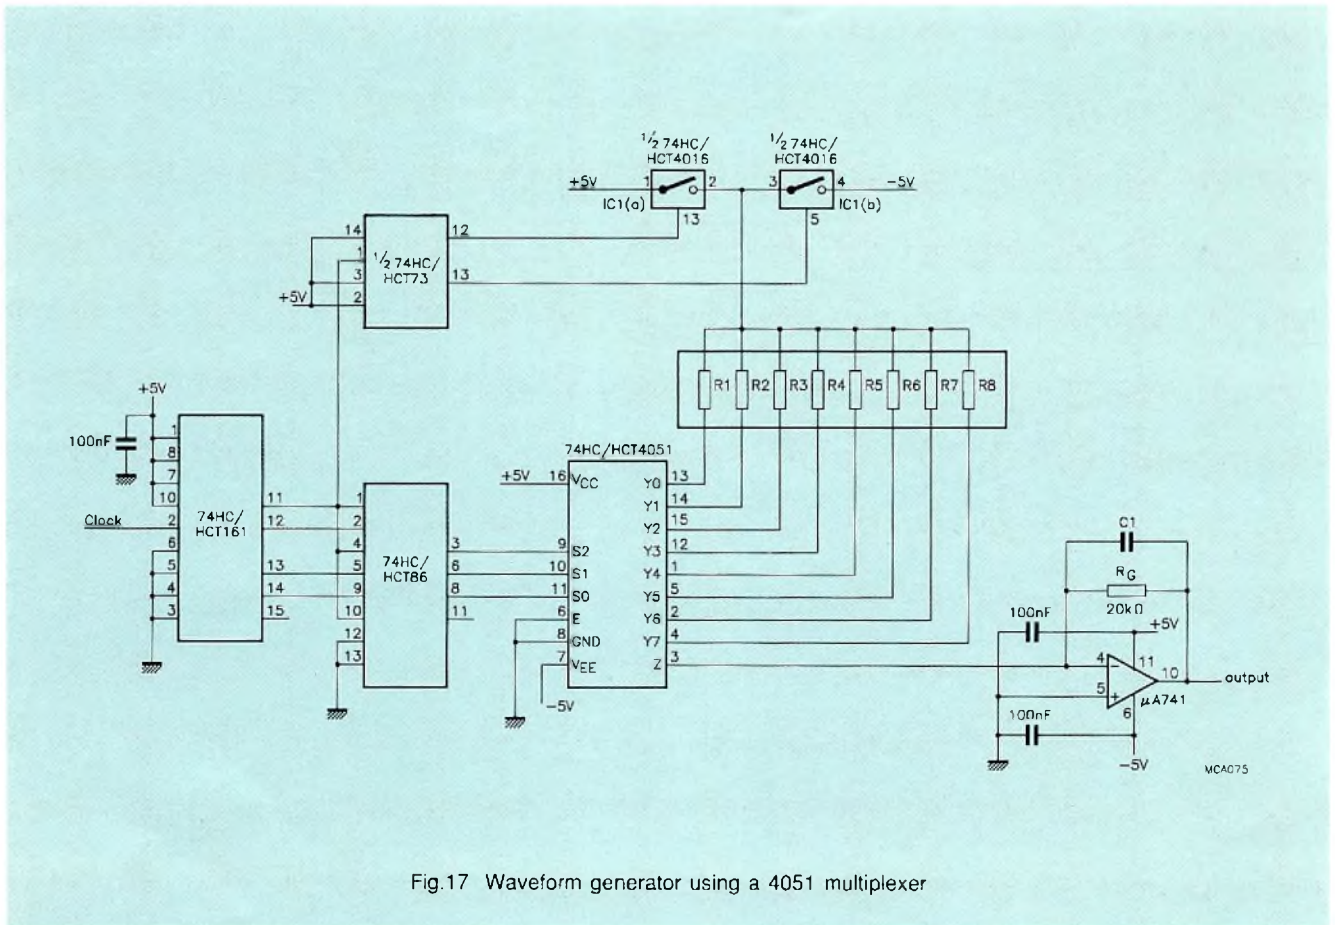 ½ 74HC/
HCT4016
½ 74HC/
HCT4016
+5V
1
2
3
4
-5V
IC1(a)
IC1(b)
13
5
14
1
3
2
+5V
½ 74HC/
HCT73
12
13
R1
R2
R3
R4
R5
R6
R7
R8
+5V
100nF
Clock
1
8
7
10
2
6
5
4
3
74HC/
HCT161
11
12
13
14
15
1
2
4
5
9
10
12
13
74HC/
HCT86
3
6
8
11
74HC/HCT4051
+5V
16
VCC
9
S2
10
S1
11
S0
6
E
8
GND
7
VEE
-5V
Y0
13
Y1
14
Y2
15
Y3
12
Y4
1
Y5
5
Y6
2
Y7
4
Z
3
C1
RG
20kΩ
100nF
+5V
4
-
11
10
output
5
+
µA741
6
100nF
-5V
MCA075
Fig.17 Waveform generator using a 4051 multiplexer